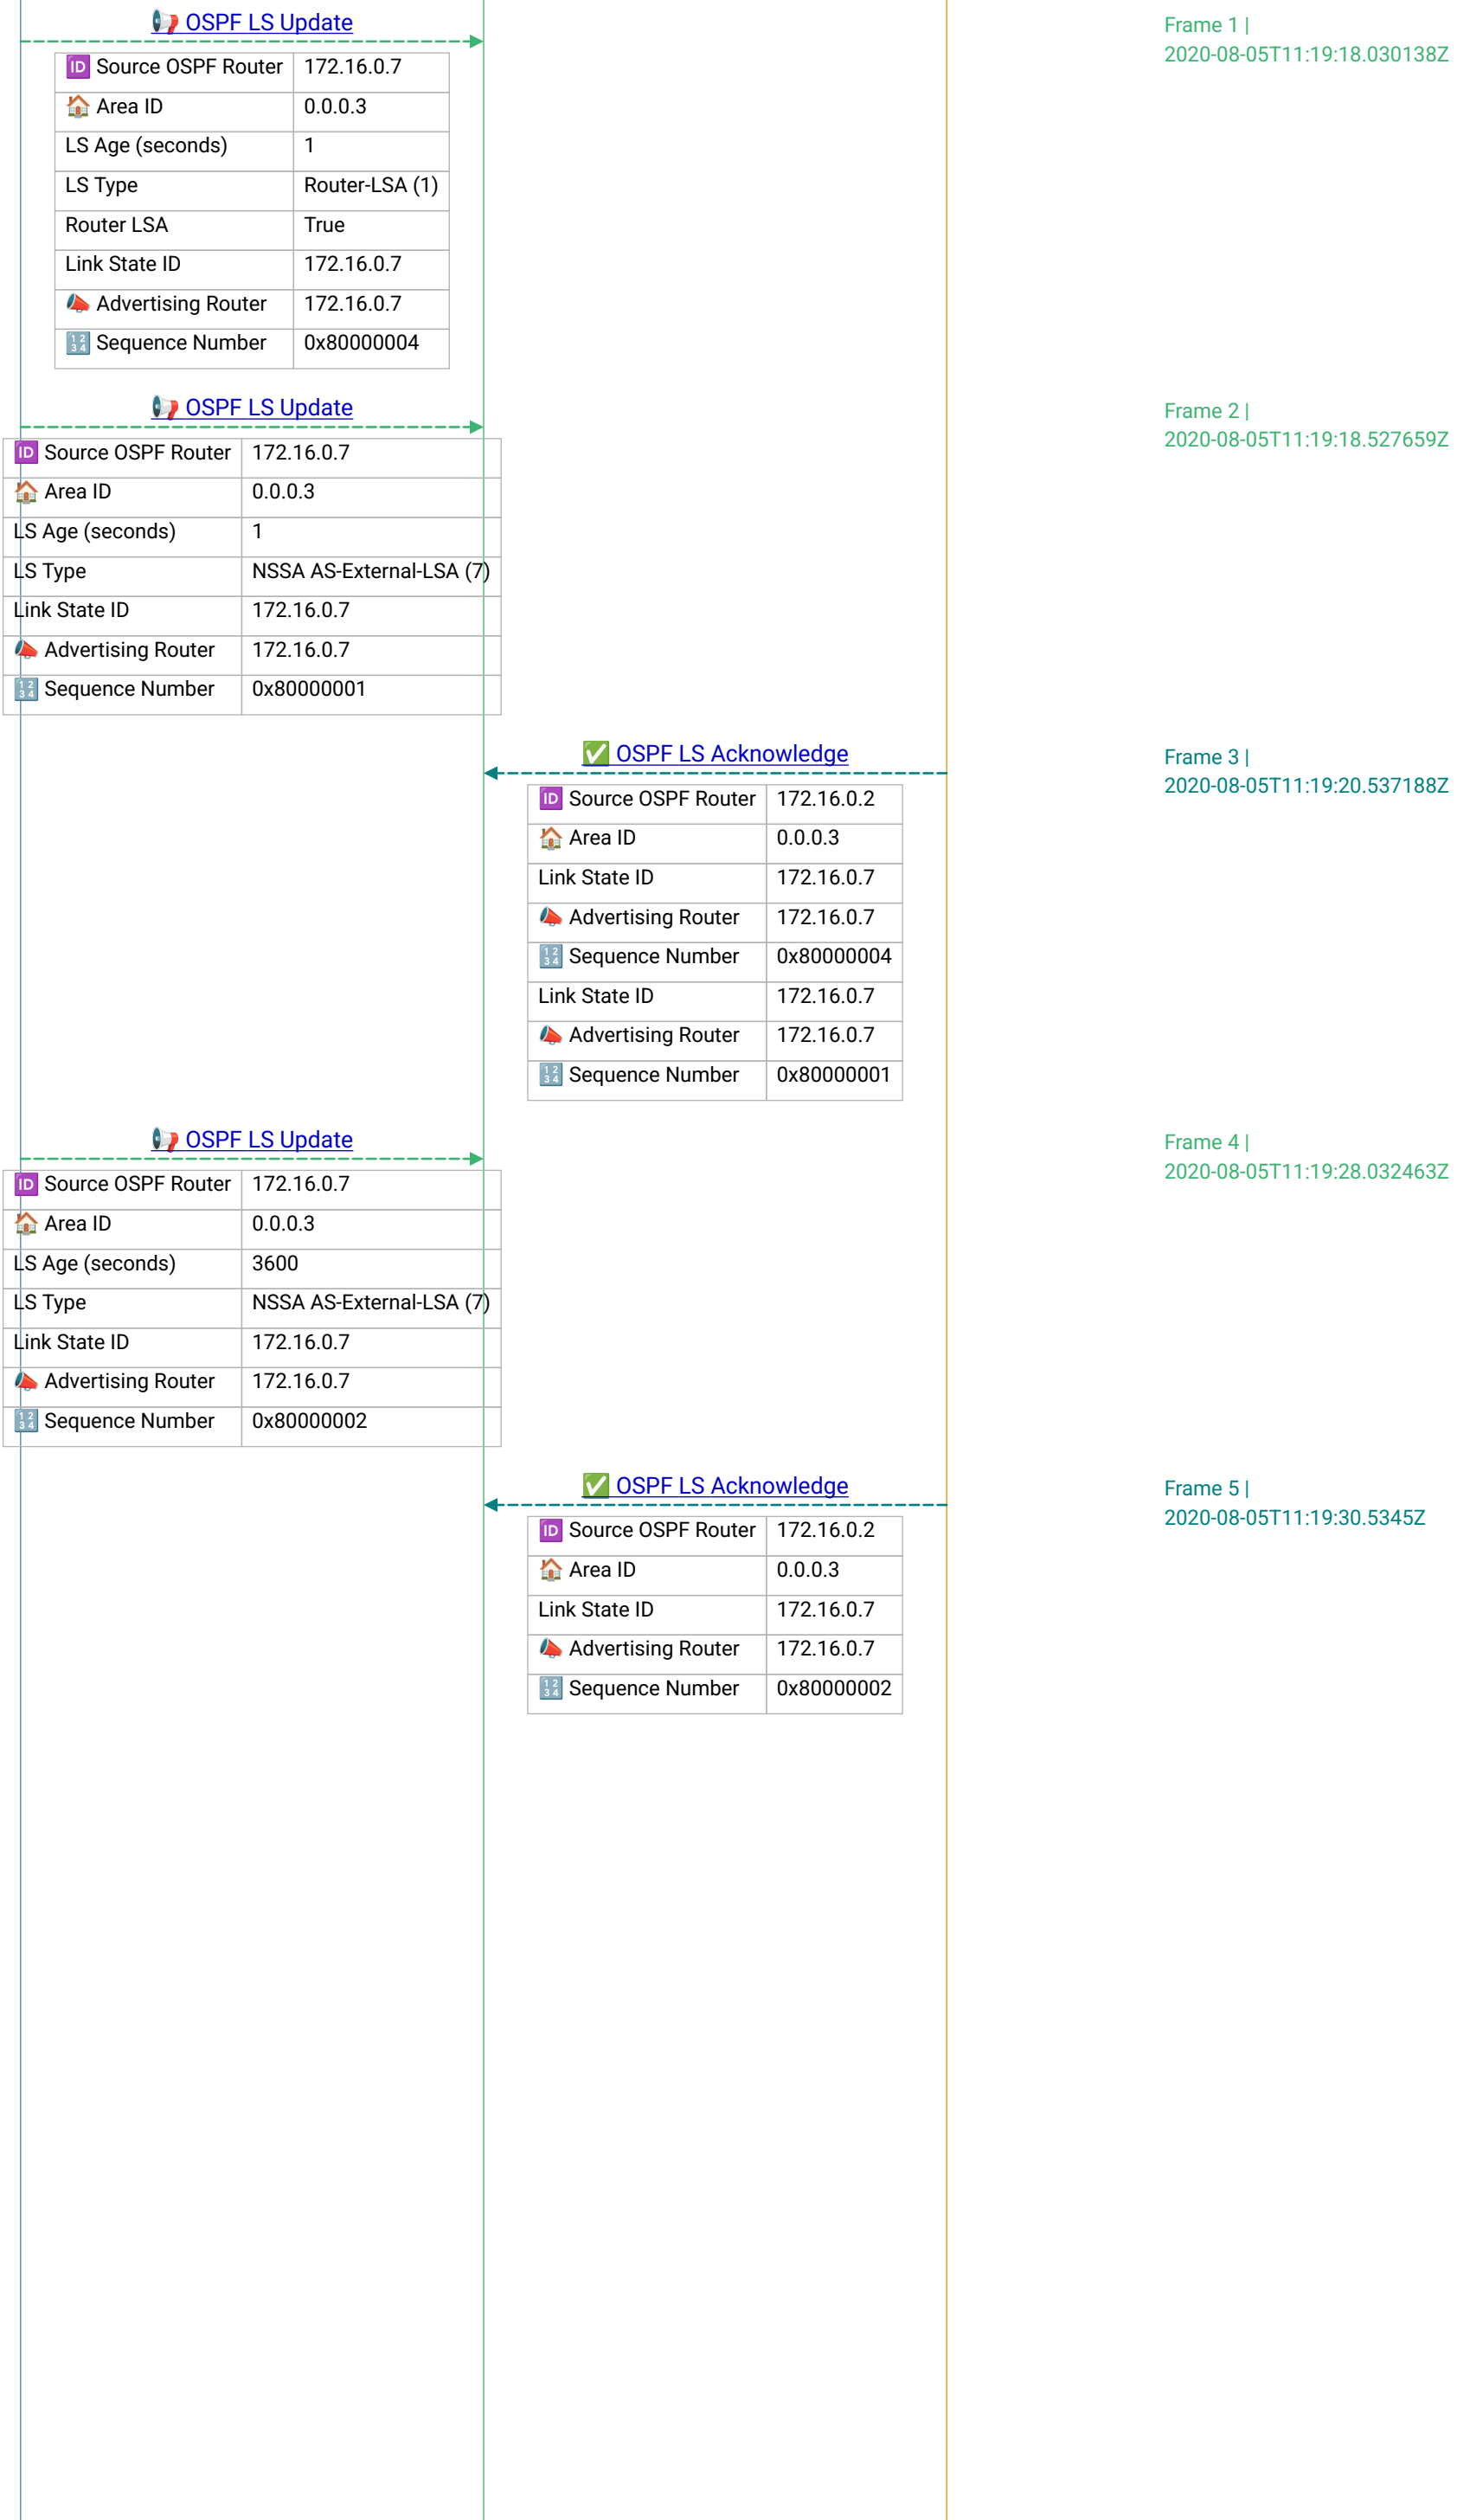 OSPF LS Update
Frame 1 |
2020-08-05T11:19:18.030138Z
🆔 Source OSPF Router 172.16.0.7
Area ID 0.0.0.3
LS Age (seconds) 1
LS Type Router-LSA (1)
Router LSA True
Link State ID 172.16.0.7
Advertising Router 172.16.0.7
🔢 Sequence Number 0x80000004
OSPF LS Update
Frame 2 |
2020-08-05T11:19:18.527659Z
🆔 Source OSPF Router 172.16.0.7
Area ID 0.0.0.3
LS Age (seconds) 1
LS Type NSSA AS-External-LSA (7)
Link State ID 172.16.0.7
Advertising Router 172.16.0.7
🔢 Sequence Number 0x80000001
OSPF LS Acknowledge
Frame 3 |
2020-08-05T11:19:20.537188Z
🆔 Source OSPF Router 172.16.0.2
Area ID 0.0.0.3
Link State ID 172.16.0.7
Advertising Router 172.16.0.7
🔢 Sequence Number 0x80000004
Link State ID 172.16.0.7
Advertising Router 172.16.0.7
🔢 Sequence Number 0x80000001
OSPF LS Update
Frame 4 |
2020-08-05T11:19:28.032463Z
🆔 Source OSPF Router 172.16.0.7
Area ID 0.0.0.3
LS Age (seconds) 3600
LS Type NSSA AS-External-LSA (7)
Link State ID 172.16.0.7
Advertising Router 172.16.0.7
🔢 Sequence Number 0x80000002
OSPF LS Acknowledge
Frame 5 |
2020-08-05T11:19:30.5345Z
🆔 Source OSPF Router 172.16.0.2
Area ID 0.0.0.3
Link State ID 172.16.0.7
Advertising Router 172.16.0.7
🔢 Sequence Number 0x80000002